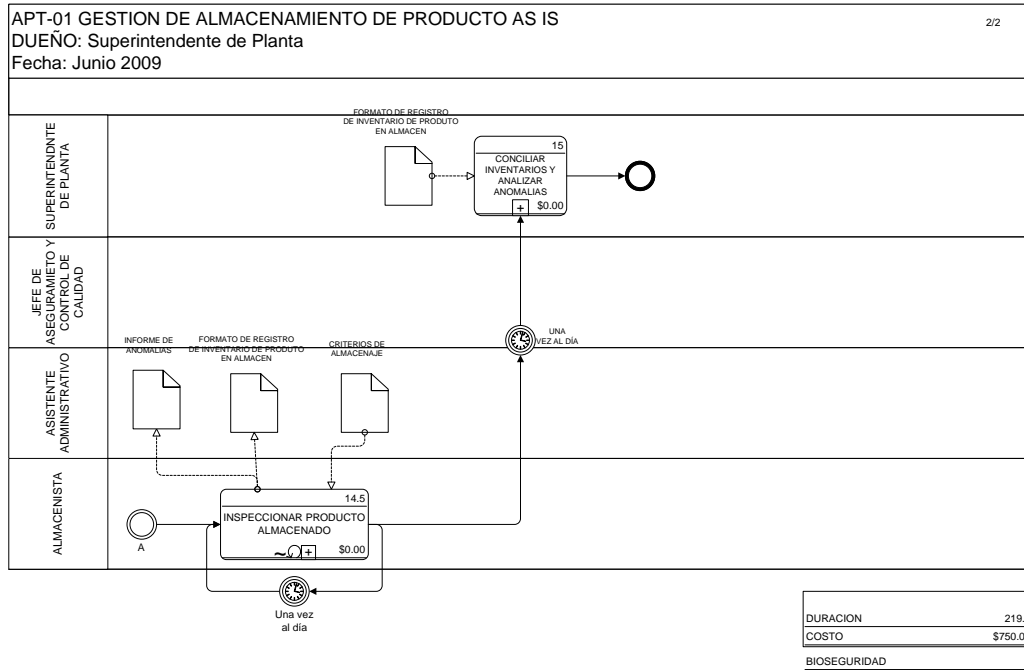 APT-01 GESTION DE ALMACENAMIENTO DE PRODUCTO AS IS
2/2
DUEÑO: Superintendente de Planta
Fecha: Junio 2009
SUPERINTENDNTE
DE PLANTA
FORMATO DE REGISTRO
DE INVENTARIO DE PRODUTO
EN ALMACEN
15
CONCILIAR
INVENTARIOS Y
ANALIZAR
ANOMALIAS
$0.00
JEFE DE
ASEGURAMIETO Y
CONTROL DE
CALIDAD
UNA
VEZ AL DÍA
ASISTENTE
ADMINISTRATIVO
INFORME DE
ANOMALIAS
FORMATO DE REGISTRO
DE INVENTARIO DE PRODUTO
EN ALMACEN
CRITERIOS DE
ALMACENAJE
ALMACENISTA
A
14.5
INSPECCIONAR PRODUCTO
ALMACENADO
$0.00
Una vez
al día
DURACION 219.
COSTO $750.0
BIOSEGURIDAD